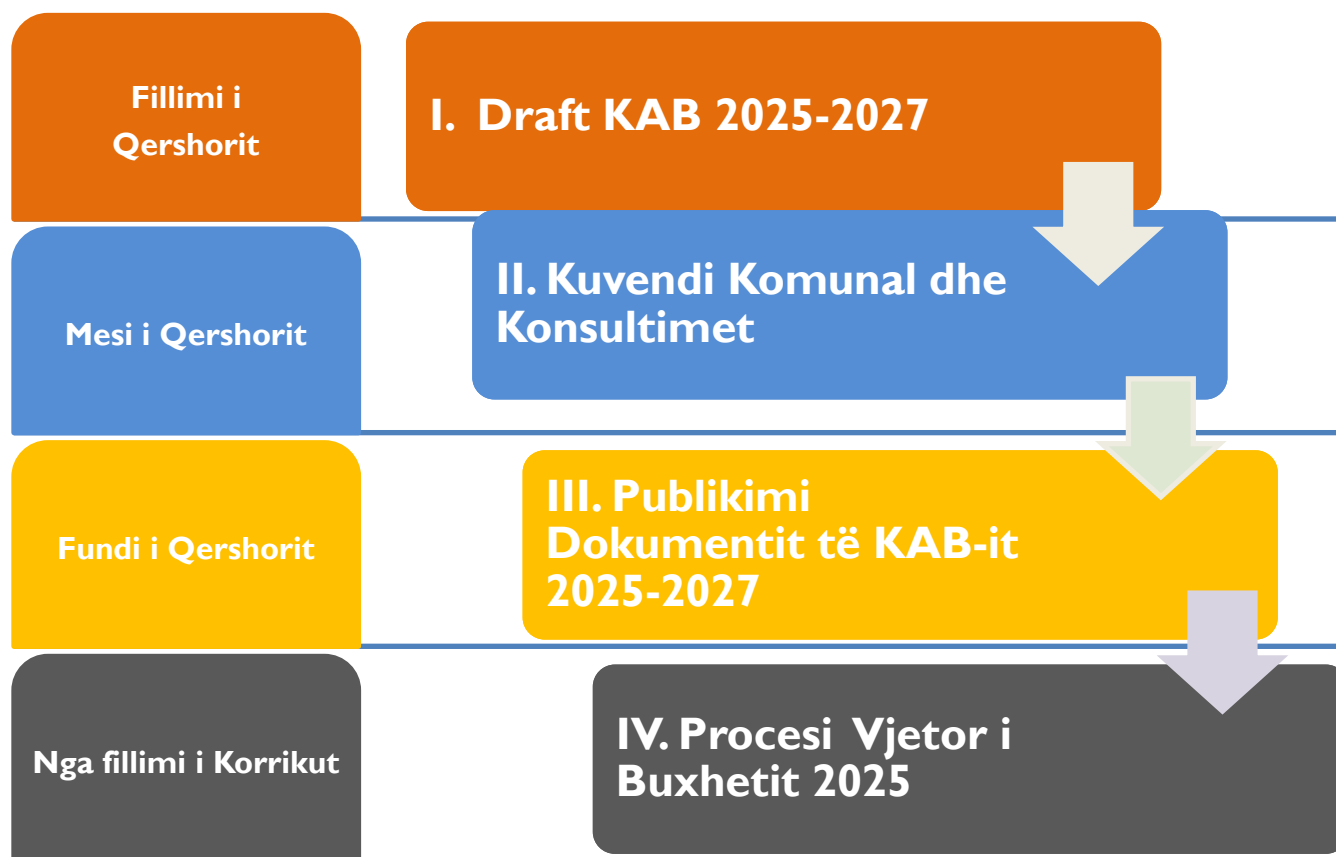 Fillimi i
Qershorit
I. Draft KAB 2025-2027
Mesi i Qershorit
II. Kuvendi Komunal dhe
Konsultimet
Fundi i Qershorit
III. Publikimi
Dokumentit të KAB-it
2025-2027
Nga fillimi i Korrikut
IV. Procesi Vjetor i
Buxhetit 2025